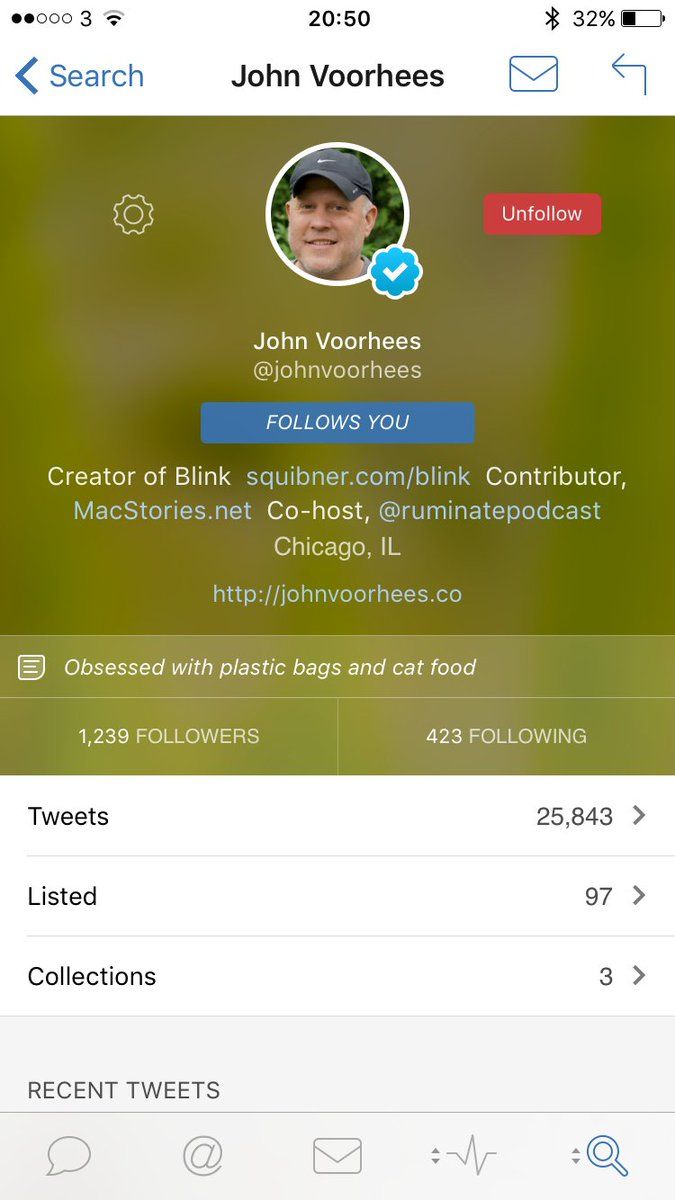 3 20:50 32%
Search John Voorhees
Unfollow
John Voorhees
@johnvoorhees
FOLLOWS YOU
Creator of Blink squibner.com/blink Contributor,
MacStories.net Co-host, @ruminatepodcast
Chicago, IL
http://johnvoorhees.co
Obsessed with plastic bags and cat food
1,239 FOLLOWERS 423 FOLLOWING
Tweets 25,843
Listed 97
Collections 3
RECENT TWEETS